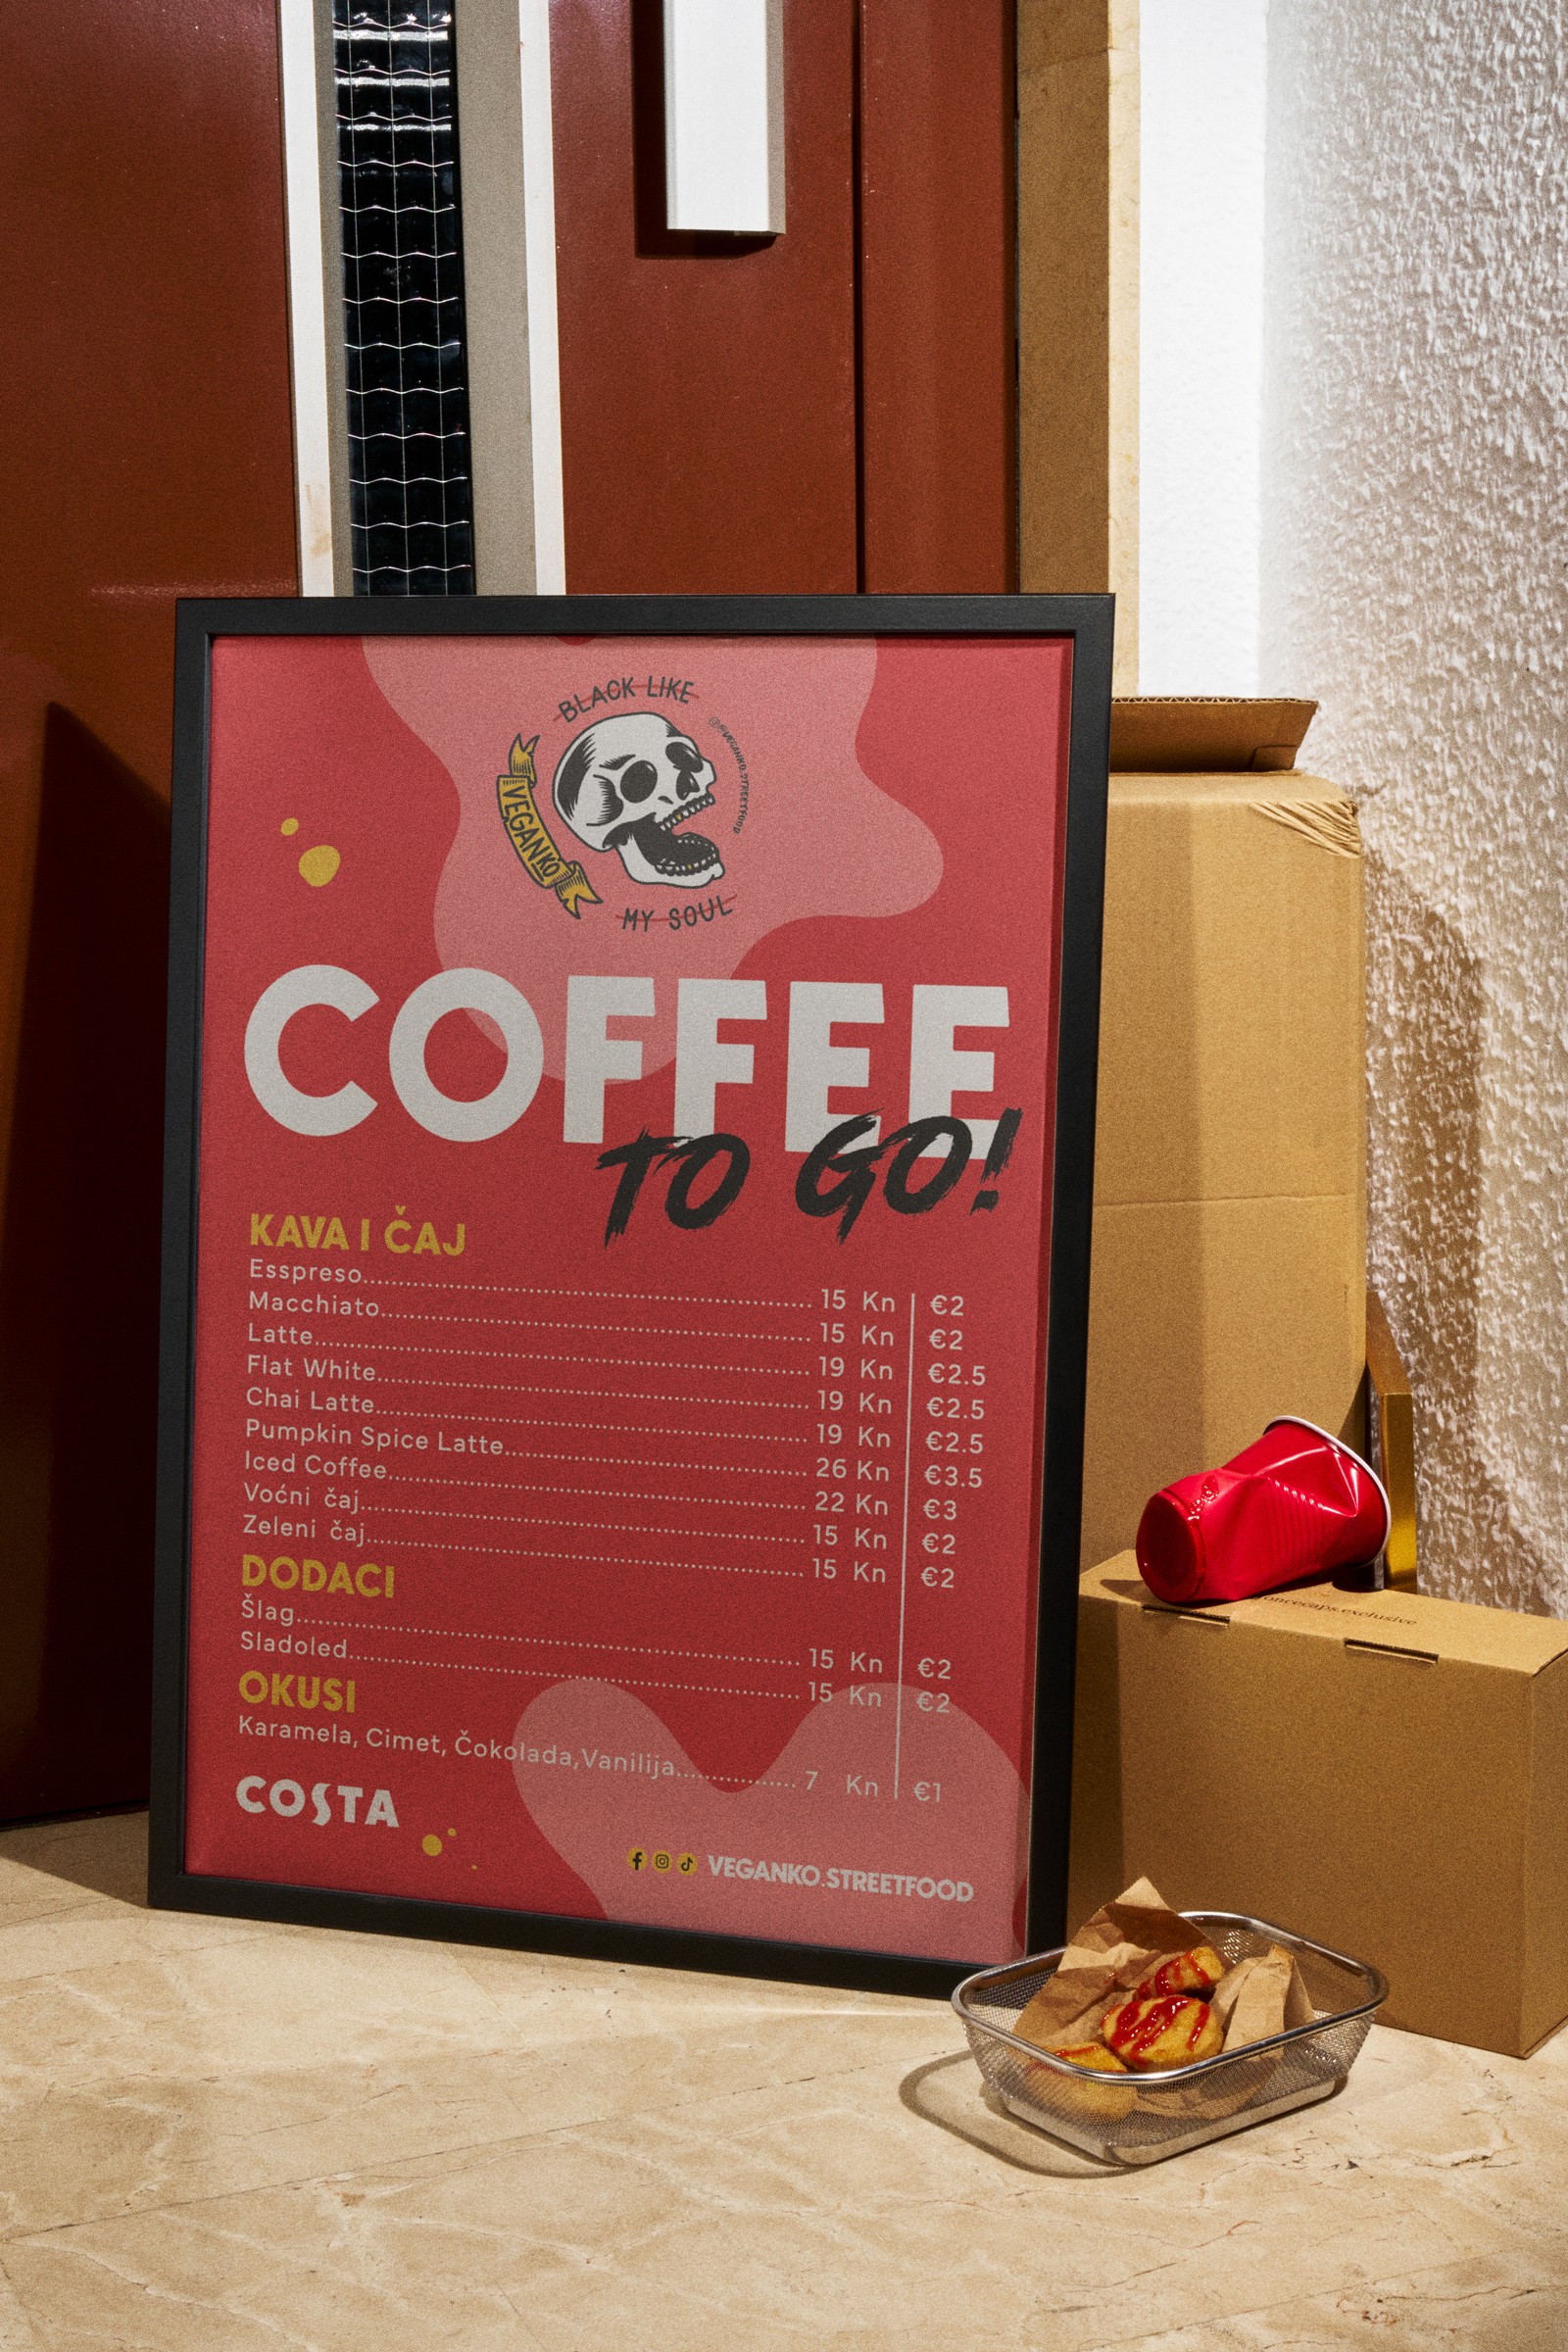 BLACK LIKE
@VEGANKO.STREETFOOD
VEGANKO
MY SOUL
COFFEE
TO GO!
KAVA I ČAJ
Esspreso 15 Kn €2
Macchiato 15 Kn €2
Latte 19 Kn €2.5
Flat White 19 Kn €2.5
Chai Latte 19 Kn €2.5
Pumpkin Spice Latte 26 Kn €3.5
Iced Coffee 22 Kn €3
Voćni čaj 15 Kn €2
Zeleni čaj 15 Kn €2
DODACI
Šlag 15 Kn €2
Sladoled 15 Kn €2
OKUSI
Karamela, Cimet, Čokolada,Vanilija 7 Kn €1
COSTA
VEGANKO.STREETFOOD